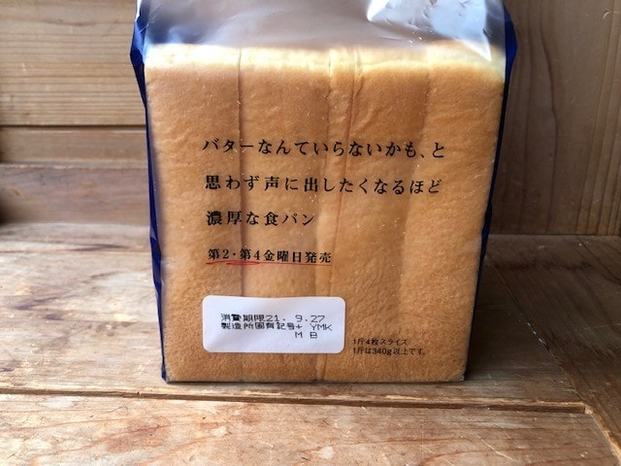 バターなんていらないかも、と
思わず声に出したくなるほど
濃厚な食パン
第2・第4金曜日発売
消費期限21. 9.27
製造所固有記号+ YMK
M B
1斤4枚スライス
1斤は340g以上です。